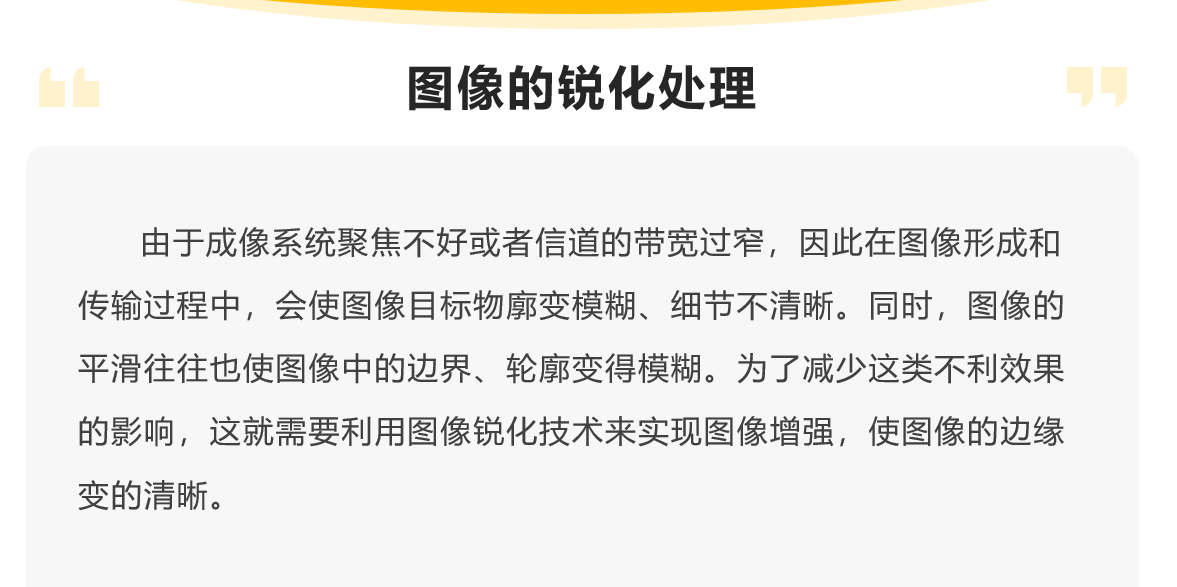 图像的锐化处理
由于成像系统聚焦不好或者信道的带宽过窄，因此在图像形成和
传输过程中，会使图像目标物廓变模糊、细节不清晰。同时，图像的
平滑往往也使图像中的边界、轮廓变得模糊。为了减少这类不利效果
的影响，这就需要利用图像锐化技术来实现图像增强，使图像的边缘
变的清晰。